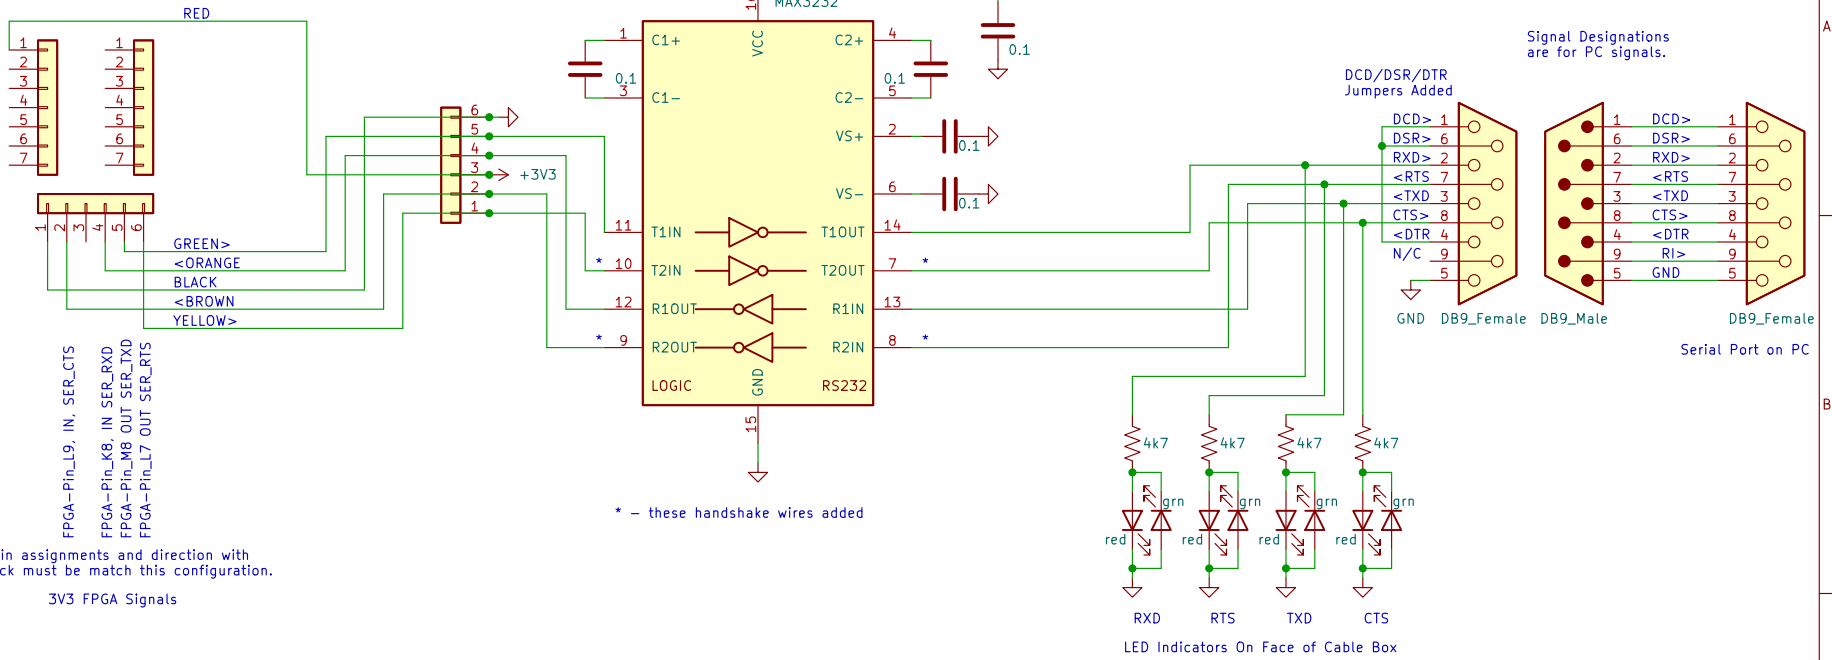 RED
MAX3232
1
2
3
4
5
6
7
1
2
3
4
5
6
7
1
2
3
4
5
6
GREEN>
<ORANGE
BLACK
<BROWN
YELLOW>
FPGA-Pin_L9, IN, SER_CTS
FPGA-Pin_K8, IN SER_RXD
FPGA-Pin_M8 OUT SER_TXD
FPGA-Pin_L7 OUT SER_RTS
in assignments and direction with
ck must be match this configuration.
3V3 FPGA Signals
6
5
4
3
2
1
+3V3
0.1
1
3
11
10
12
9
*
*
C1+
C1-
T1IN
T2IN
R1OUT
R2OUT
LOGIC
VCC
GND
15
C2+
C2-
VS+
VS-
T1OUT
T2OUT
R1IN
R2IN
RS232
4
5
2
6
14
7
13
8
*
*
0.1
0.1
0.1
0.1
* - these handshake wires added
DCD/DSR/DTR
Jumpers Added
DCD> 1
DSR> 6
RXD> 2
<RTS 7
<TXD 3
CTS> 8
<DTR 4
N/C 9
5
GND
DB9_Female
Signal Designations
are for PC signals.
1 DCD> 1
6 DSR> 6
2 RXD> 2
7 <RTS 7
3 <TXD 3
8 CTS> 8
4 <DTR 4
9 RI> 9
5 GND 5
DB9_Male
DB9_Female
Serial Port on PC
4k7
4k7
4k7
4k7
grn
grn
grn
grn
red
red
red
red
RXD
RTS
TXD
CTS
LED Indicators On Face of Cable Box
A
B